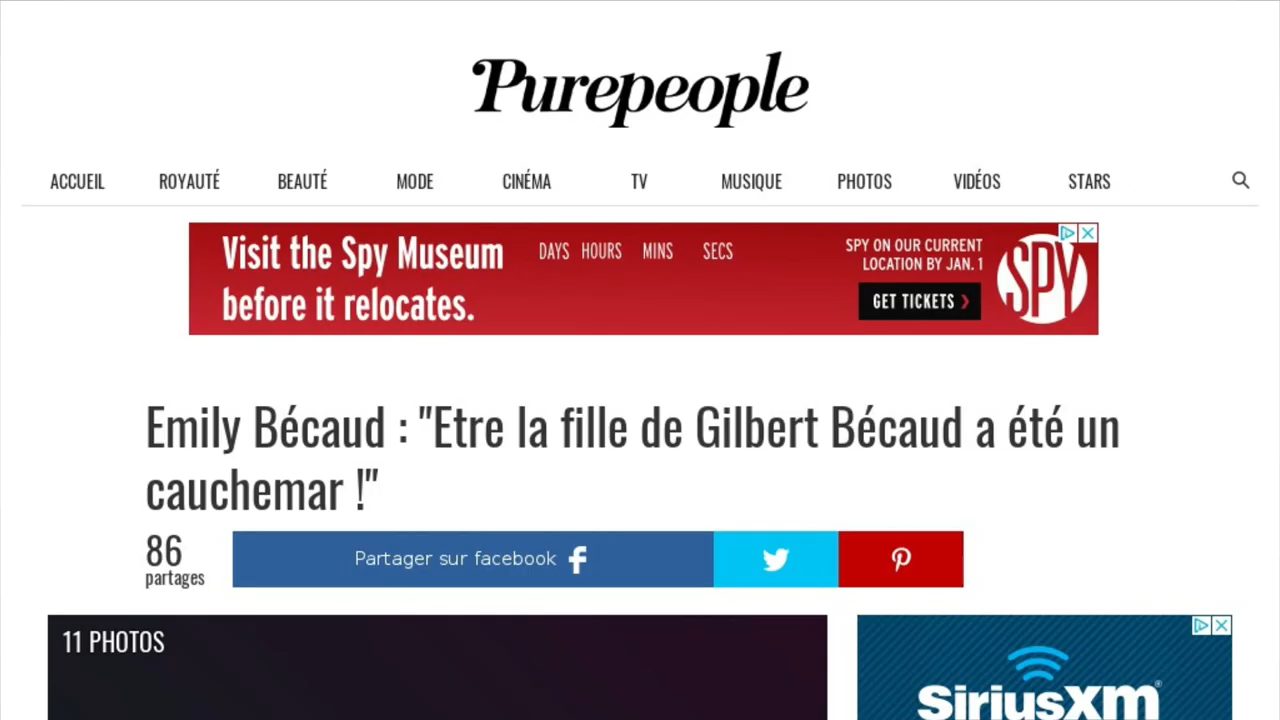 Purepeople
ACCUEIL ROYAUTÉ BEAUTÉ MODE CINÉMA TV MUSIQUE PHOTOS VIDÉOS STARS
Visit the Spy Museum
before it relocates.
DAYS HOURS MINS SECS
SPY ON OUR CURRENT
LOCATION BY JAN. 1
GET TICKETS
SPY
Emily Bécaud : "Etre la fille de Gilbert Bécaud a été un
cauchemar !"
86
partages
Partager sur facebook
11 PHOTOS
SiriusXM